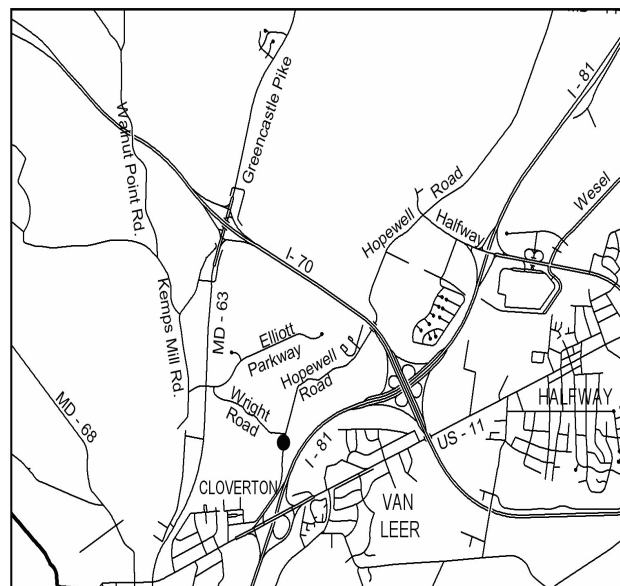 I - 81
Walnut Point Rd.
Greencastle Pike
Hopewell Road
Halfway
Wesel
I- 70
Kemps Mill Rd.
MD - 63
Elliott
Parkway
Hopewell
Road
Wright
Road
MD - 68
HALFWAY
US - 11
I - 81
CLOVERTON
VAN
LEER